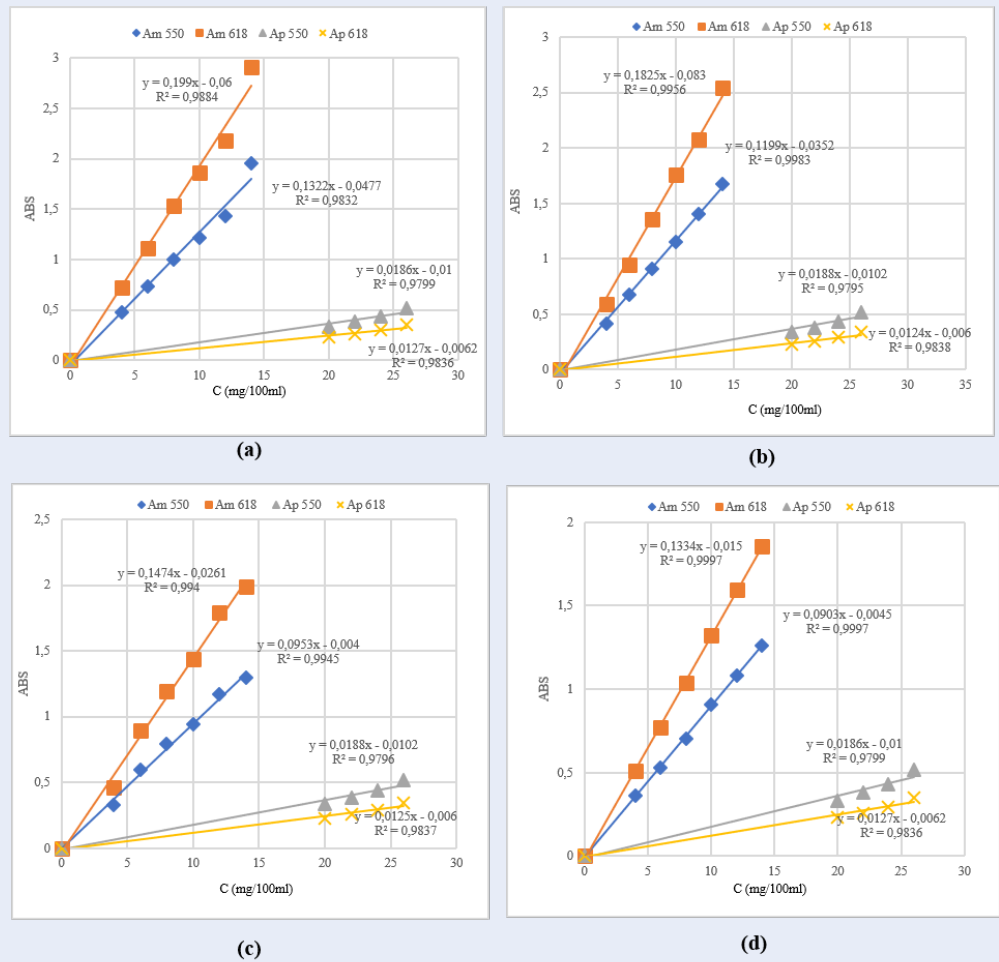 Am 550 Am 618 Ap 550 Ap 618
3
2,5
2
1,5
1
0,5
0
ABS
y = 0,199x - 0,06
R² = 0,9884
y = 0,1322x - 0,0477
R² = 0,9832
y = 0,0186x - 0,01
R² = 0,9799
y = 0,0127x - 0,0062
R² = 0,9836
0 5 10 15 20 25 30
C (mg/100ml)
(a)
Am 550 Am 618 Ap 550 Ap 618
3
2,5
2
1,5
1
0,5
0
ABS
y = 0,1825x - 0,083
R² = 0,9956
y = 0,1199x - 0,0352
R² = 0,9983
y = 0,0188x - 0,0102
R² = 0,9795
y = 0,0124x - 0,006
R² = 0,9838
0 5 10 15 20 25 30 35
C (mg/100ml)
(b)
Am 550 Am 618 Ap 550 Ap 618
2,5
2
1,5
1
0,5
0
ABS
y = 0,1474x - 0,0261
R² = 0,994
y = 0,0953x - 0,004
R² = 0,9945
y = 0,0188x - 0,0102
R² = 0,9796
y = 0,0125x - 0,006
R² = 0,9837
0 5 10 15 20 25 30
C (mg/100ml)
(c)
Am 550 Am 618 Ap 550 Ap 618
2
1,5
1
0,5
0
ABS
y = 0,1334x - 0,015
R² = 0,9997
y = 0,0903x - 0,0045
R² = 0,9997
y = 0,0186x - 0,01
R² = 0,9799
y = 0,0127x - 0,0062
R² = 0,9836
0 5 10 15 20 25 30
C (mg/100ml)
(d)